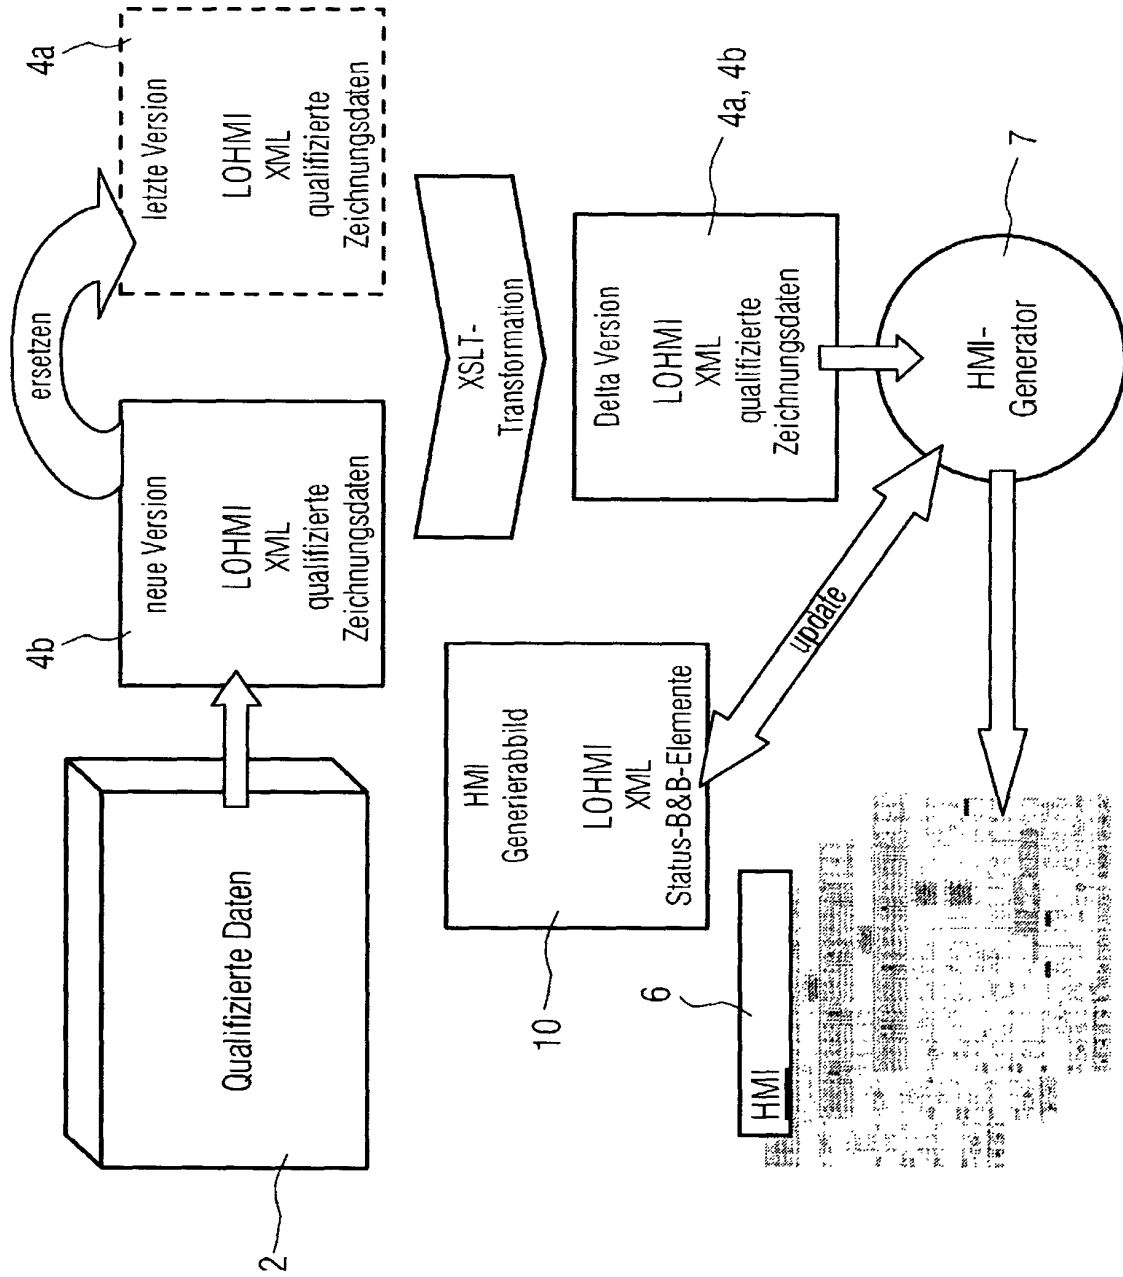 2
Qualifizierte Daten
4b
neue Version
LOHMI
XML
qualifizierte
Zeichnungsdaten
ersetzen
4a
letzte Version
LOHMI
XML
qualifizierte
Zeichnungsdaten
XSLT-
Transformation
10
HMI
Generierabbild
LOHMI
XML
Status-B&B-Elemente
update
Delta Version
LOHMI
XML
qualifizierte
Zeichnungsdaten
4a, 4b
6
HMI
HMI-
Generator
7